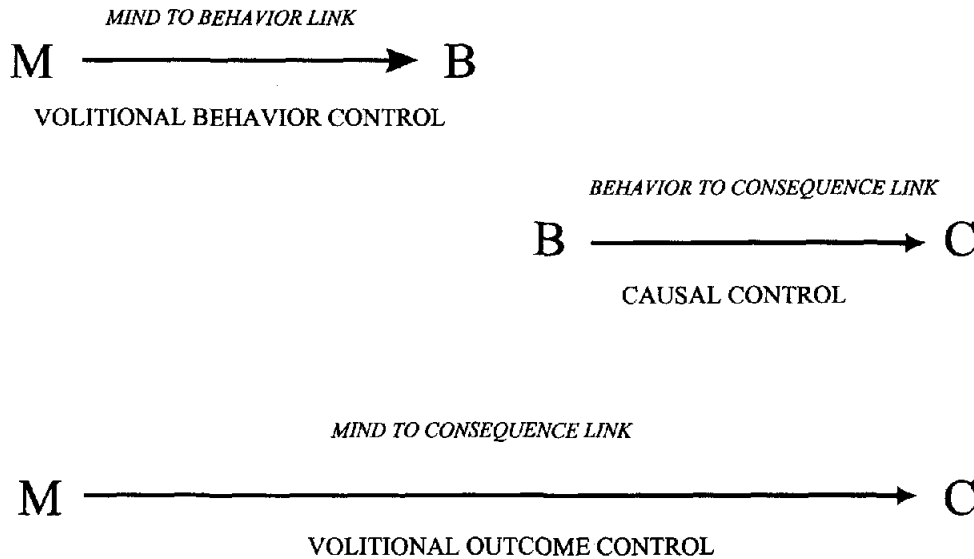 MIND TO BEHAVIOR LINK
M B
VOLITIONAL BEHAVIOR CONTROL
BEHAVIOR TO CONSEQUENCE LINK
B C
CAUSAL CONTROL
MIND TO CONSEQUENCE LINK
M C
VOLITIONAL OUTCOME CONTROL